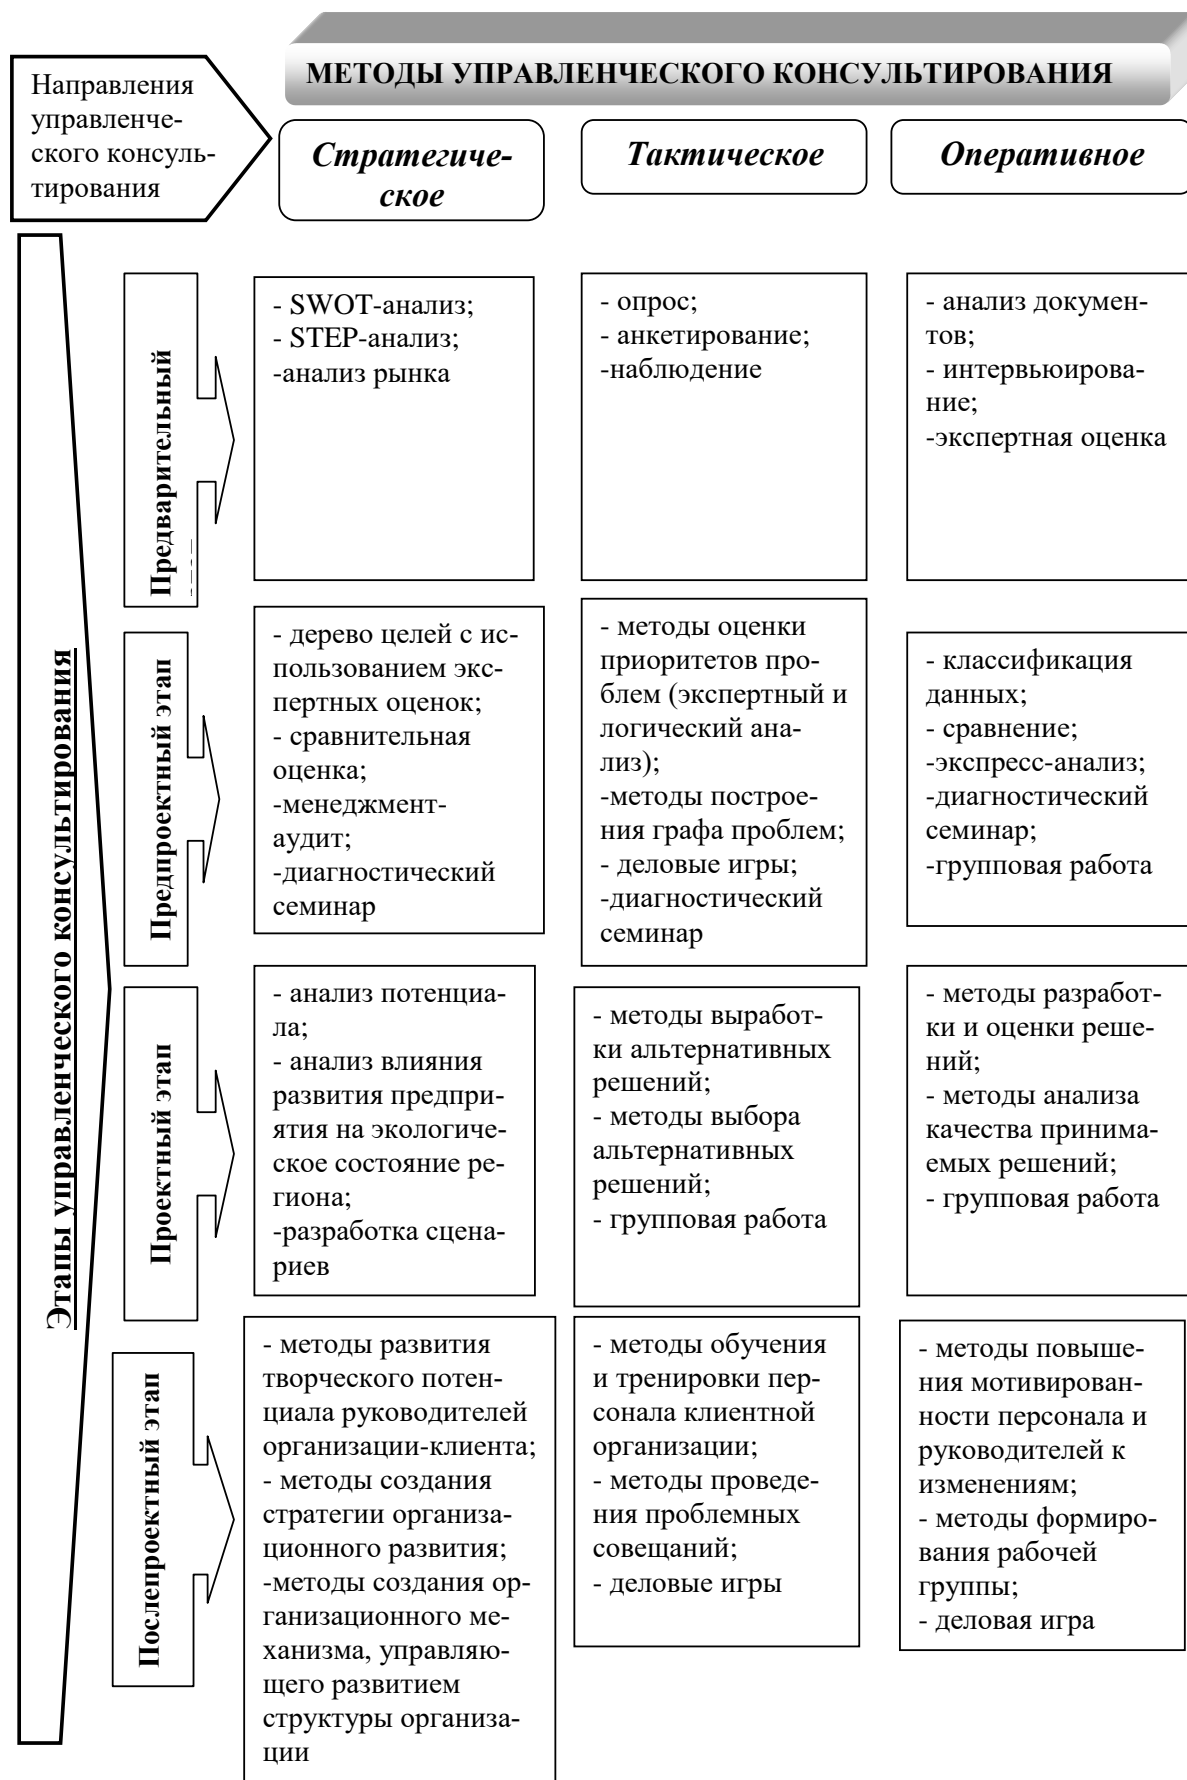 МЕТОДЫ УПРАВЛЕНЧЕСКОГО КОНСУЛЬТИРОВАНИЯ
Направления
управленче-
ского консуль-
тирования
Стратегиче-
ское
Тактическое
Оперативное
Этапы управленческого консультирования
Предварительный
- SWOT-анализ;
- STEP-анализ;
-анализ рынка
- опрос;
- анкетирование;
-наблюдение
- анализ докумен-
тов;
- интервьюирова-
ние;
-экспертная оценка
Предпроектный этап
- дерево целей с ис-
пользованием экс-
пертных оценок;
- сравнительная
оценка;
-менеджмент-
аудит;
-диагностический
семинар
- методы оценки
приоритетов про-
блем (экспертный и
логический ана-
лиз);
-методы построе-
ния графа проблем;
- деловые игры;
-диагностический
семинар
- классификация
данных;
- сравнение;
-экспресс-анализ;
-диагностический
семинар;
-групповая работа
Проектный этап
- анализ потенциа-
ла;
- анализ влияния
развития предпри-
ятия на экологиче-
ское состояние ре-
гиона;
-разработка сцена-
риев
- методы выработ-
ки альтернативных
решений;
- методы выбора
альтернативных
решений;
- групповая работа
- методы разработ-
ки и оценки реше-
ний;
- методы анализа
качества принима-
емых решений;
- групповая работа
Послепроектный этап
- методы развития
творческого потен-
циала руководителей
организации-клиента;
- методы создания
стратегии организа-
ционного развития;
-методы создания ор-
ганизационного ме-
ханизма, управляю-
щего развитием
структуры организа-
ции
- методы обучения
и тренировки пер-
сонала клиентной
организации;
- методы проведе-
ния проблемных
совещаний;
- деловые игры
- методы повыше-
ния мотивирован-
ности персонала и
руководителей к
изменениям;
- методы формиро-
вания рабочей
группы;
- деловая игра